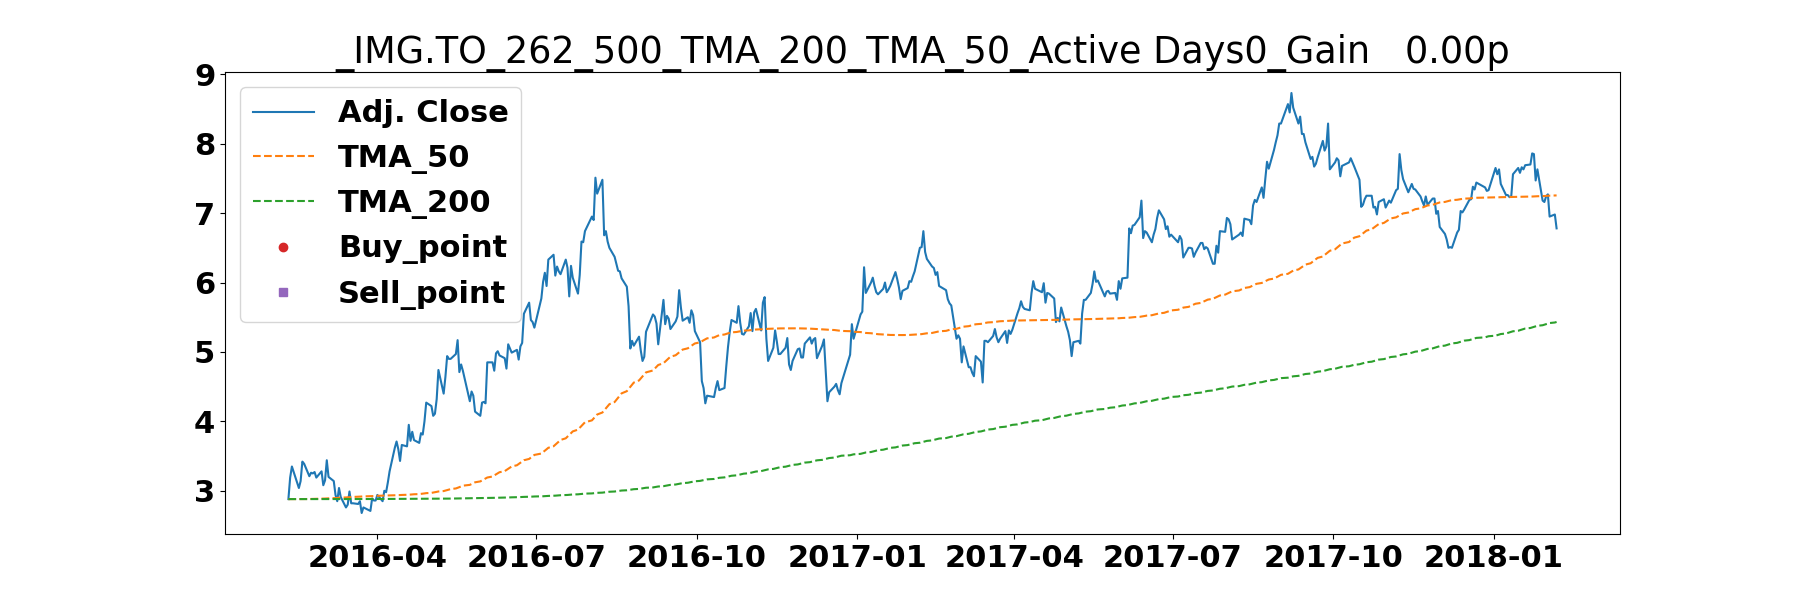 _IMG.TO_262_500_TMA_200_TMA_50_Active Days0_Gain   0.00p
9
8
7
6
5
4
3
Adj. Close
TMA_50
TMA_200
Buy_point
Sell_point
2016-04 2016-07 2016-10 2017-01 2017-04 2017-07 2017-10 2018-01